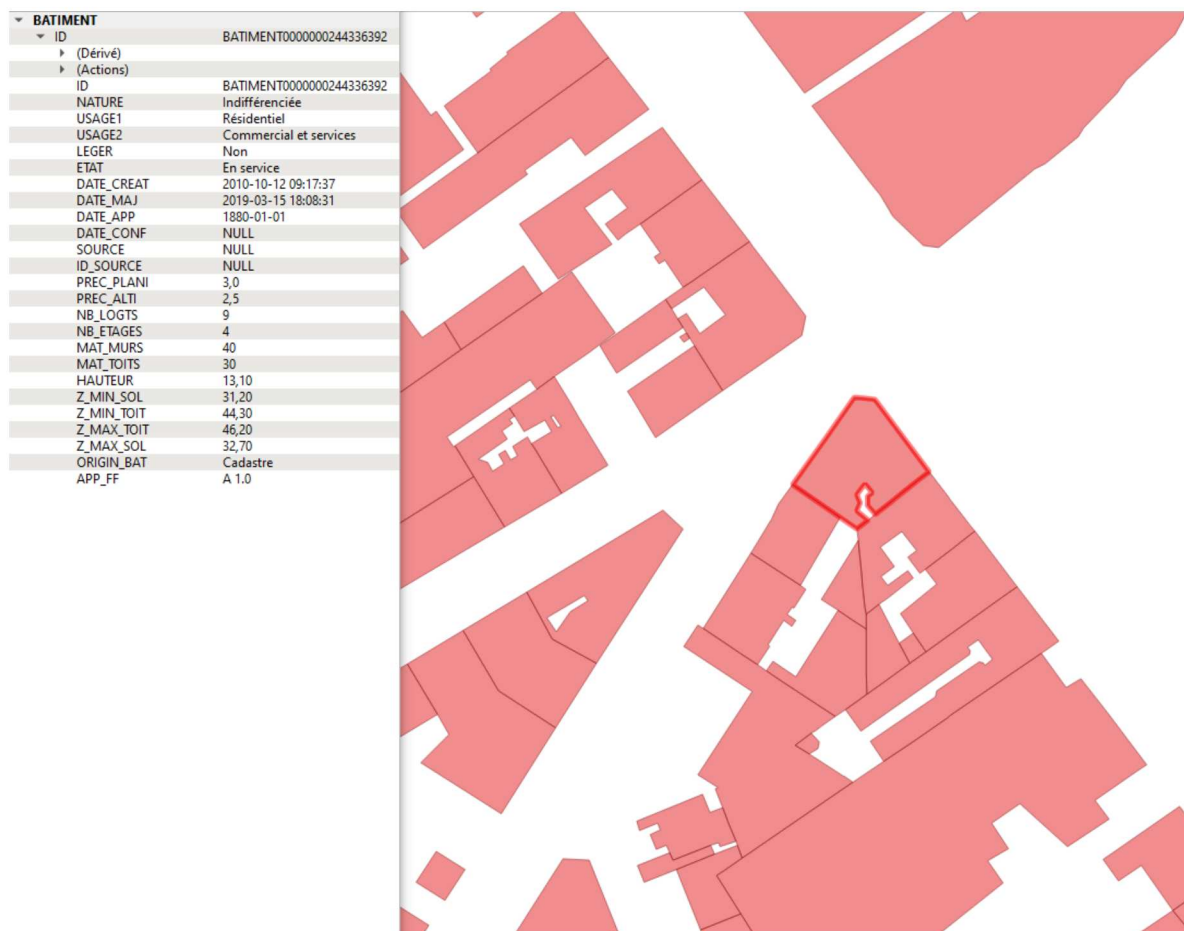 BATIMENT
ID BATIMENT0000000244336392
(Dérivé)
(Actions)
ID BATIMENT0000000244336392
NATURE Indifférenciée
USAGE1 Résidentiel
USAGE2 Commercial et services
LEGER Non
ETAT En service
DATE_CREAT 2010-10-12 09:17:37
DATE_MAJ 2019-03-15 18:08:31
DATE_APP 1880-01-01
DATE_CONF NULL
SOURCE NULL
ID_SOURCE NULL
PREC_PLANI 3,0
PREC_ALTI 2,5
NB_LOGTS 9
NB_ETAGES 4
MAT_MURS 40
MAT_TOITS 30
HAUTEUR 13,10
Z_MIN_SOL 31,20
Z_MIN_TOIT 44,30
Z_MAX_TOIT 46,20
Z_MAX_SOL 32,70
ORIGIN_BAT Cadastre
APP_FF A 1.0